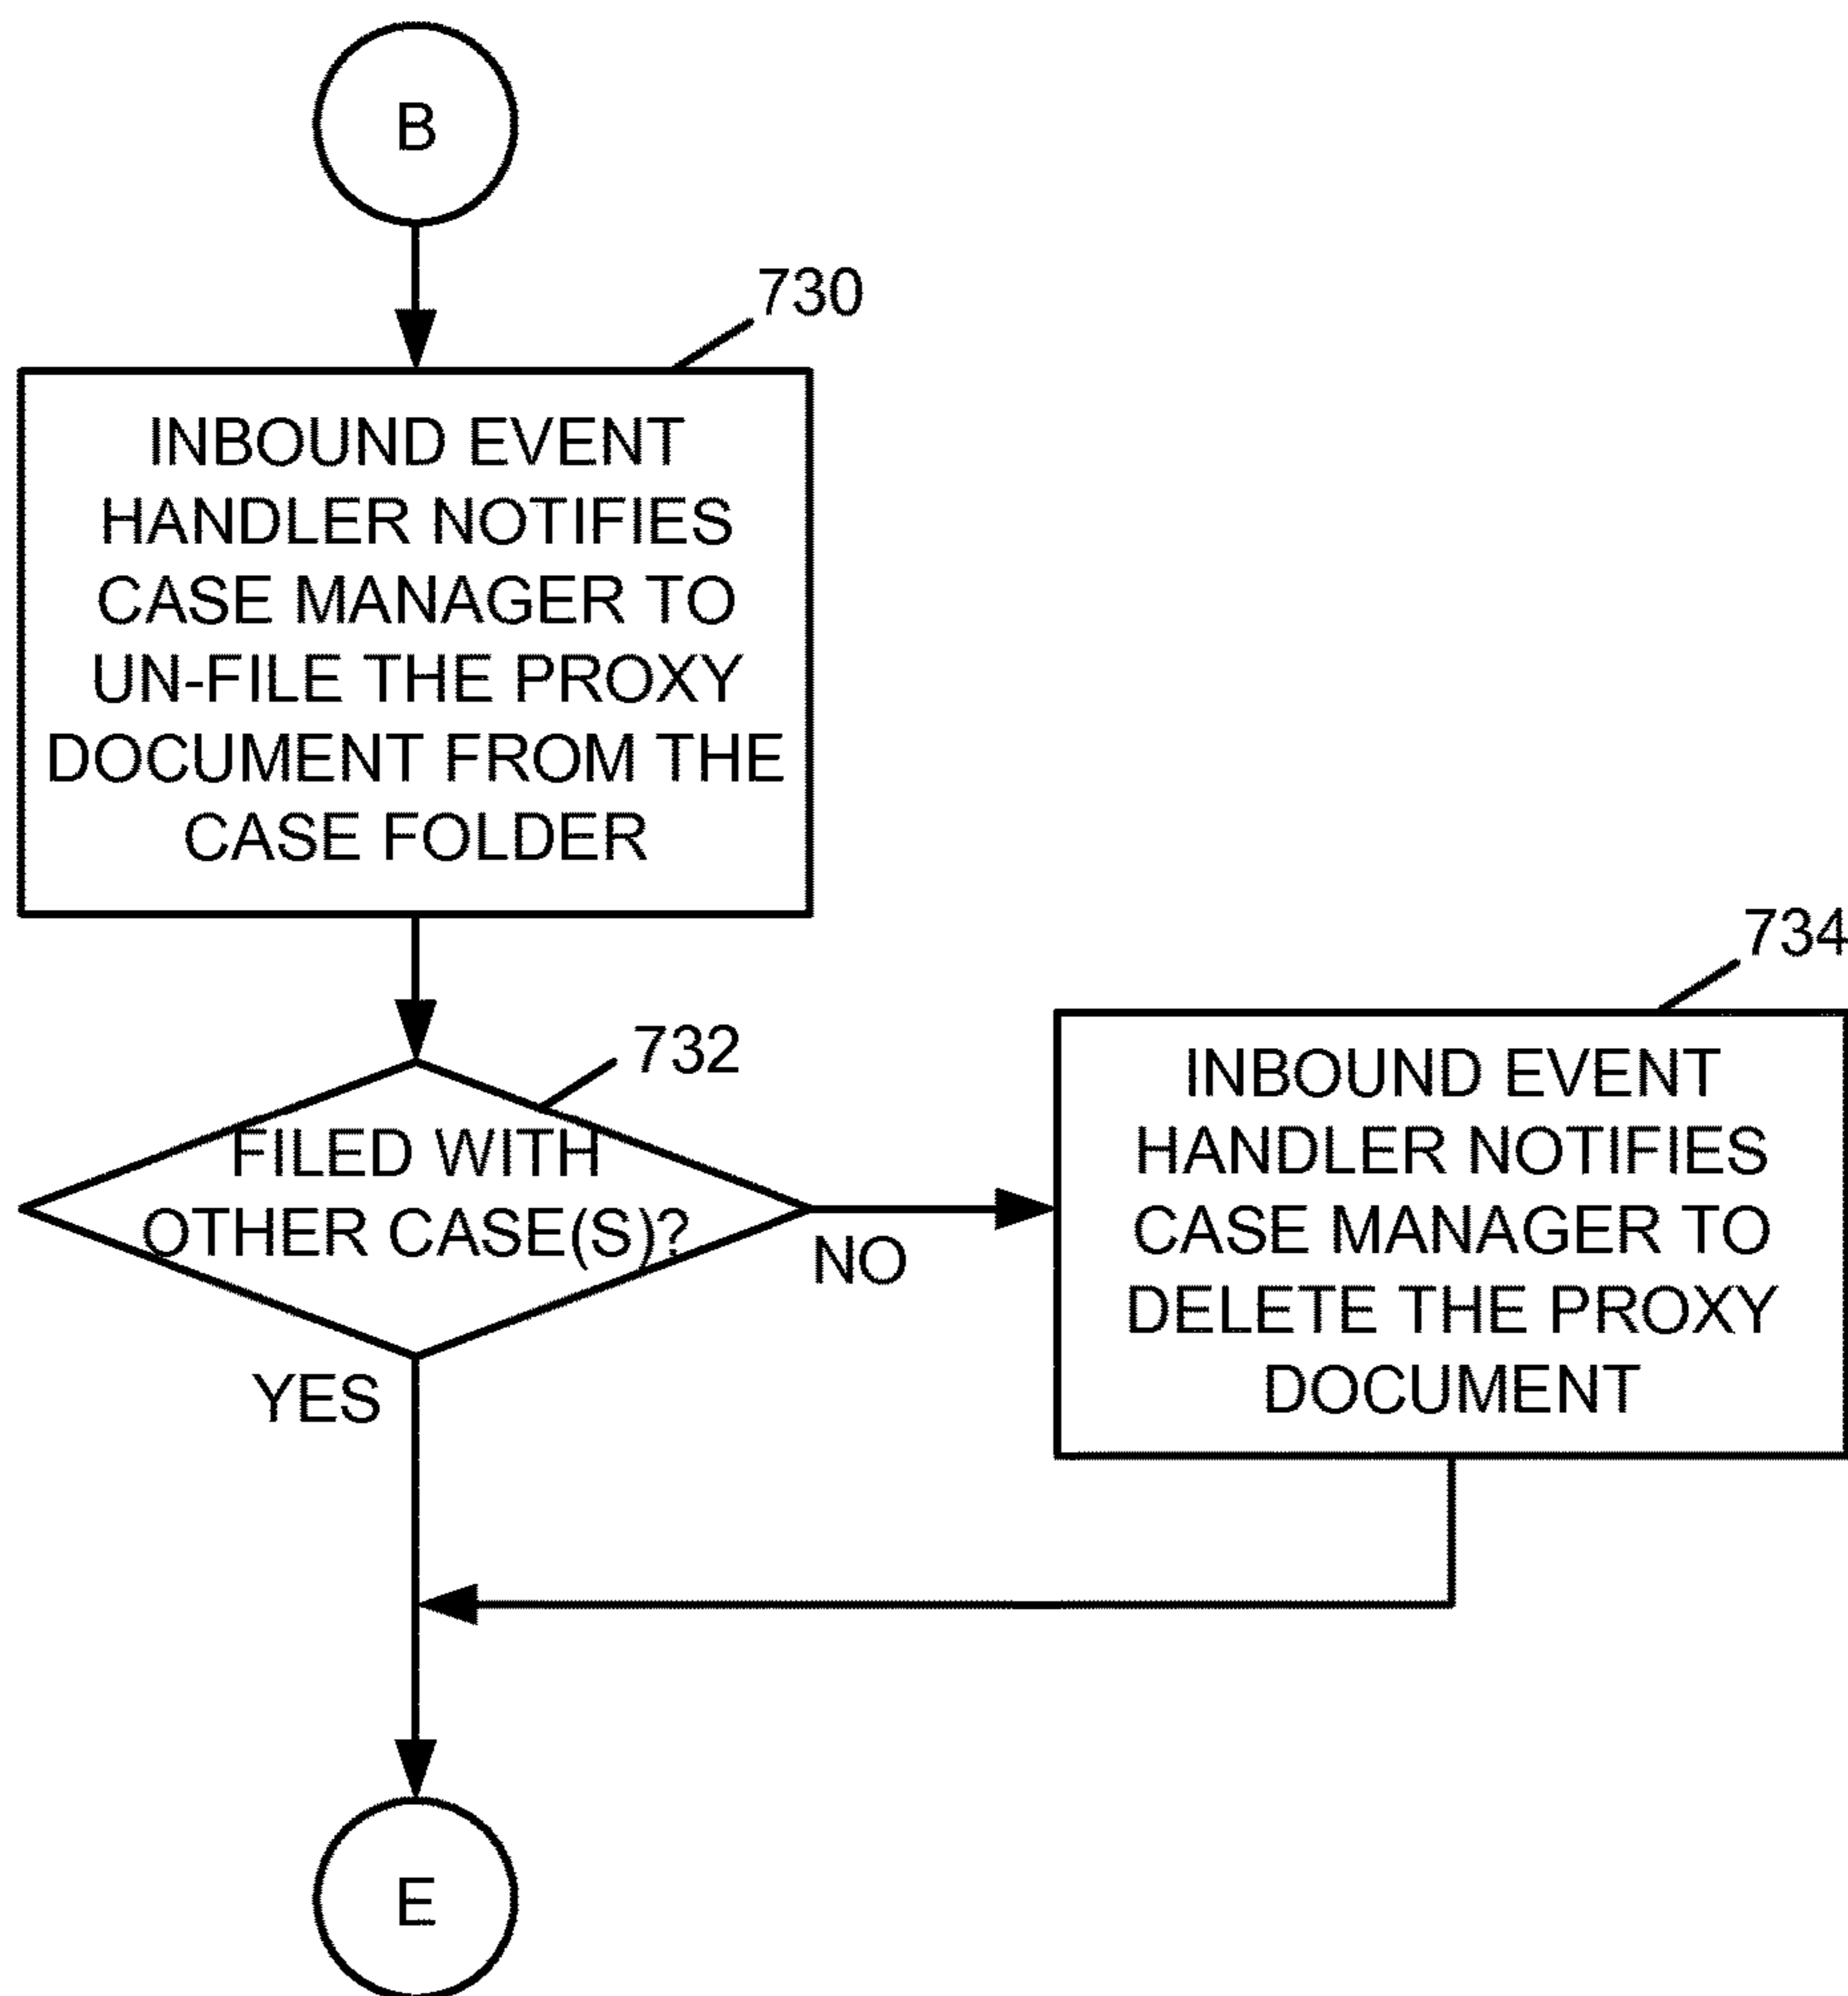 B
730
INBOUND EVENT
HANDLER NOTIFIES
CASE MANAGER TO
UN-FILE THE PROXY
DOCUMENT FROM THE
CASE FOLDER
732
FILED WITH
OTHER CASE(S)?
NO
YES
734
INBOUND EVENT
HANDLER NOTIFIES
CASE MANAGER TO
DELETE THE PROXY
DOCUMENT
E